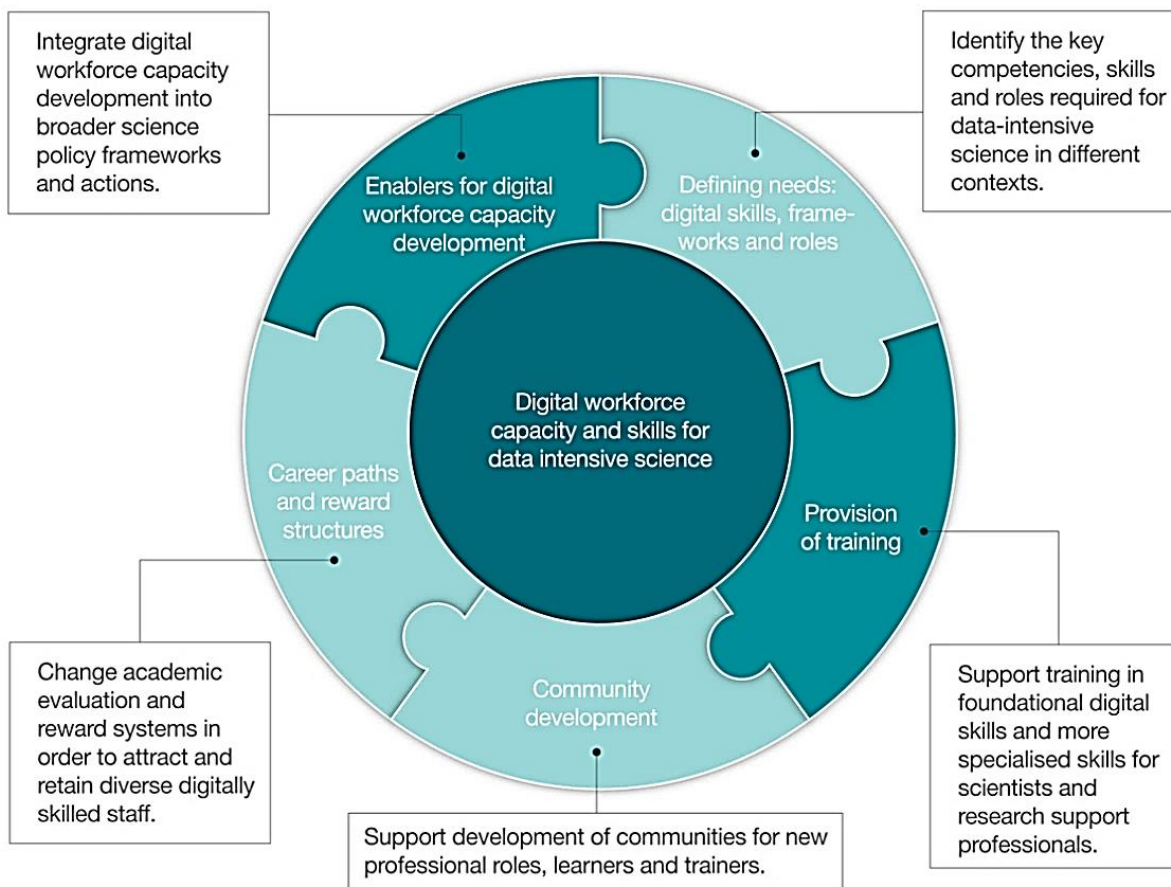 Integrate digital
workforce capacity
development into
broader science
policy frameworks
and actions.
Identify the key
competencies, skills
and roles required for
data-intensive
science in different
contexts.
Enablers for digital
workforce capacity
development
Defining needs:
digital skills, frame-
works and roles
Digital workforce
capacity and skills for
data intensive science
Career paths
and reward
structures
Provision
of training
Community
development
Change academic
evaluation and
reward systems in
order to attract and
retain diverse digitally
skilled staff.
Support development of communities for new
professional roles, learners and trainers.
Support training in
foundational digital
skills and more
specialised skills for
scientists and
research support
professionals.